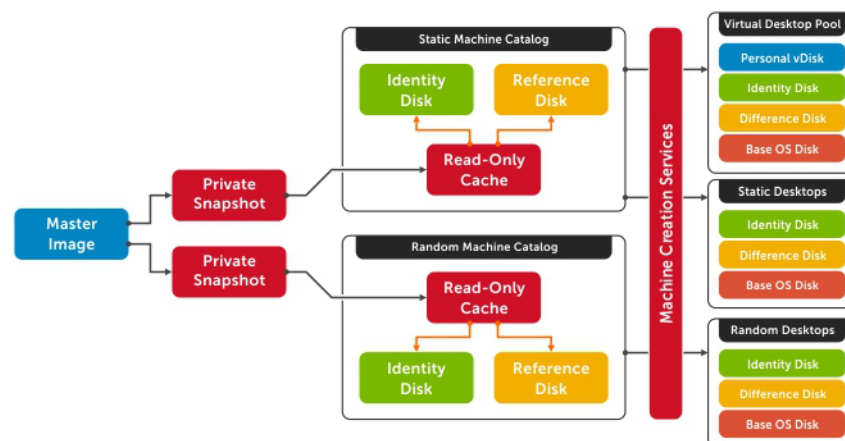 Master
Image
Private
Snapshot
Private
Snapshot
Static Machine Catalog
Identity
Disk
Reference
Disk
Read-Only
Cache
Random Machine Catalog
Read-Only
Cache
Identity
Disk
Reference
Disk
Machine Creation Services
Virtual Desktop Pool
Personal vDisk
Identity Disk
Difference Disk
Base OS Disk
Static Desktops
Identity Disk
Difference Disk
Base OS Disk
Random Desktops
Identity Disk
Difference Disk
Base OS Disk